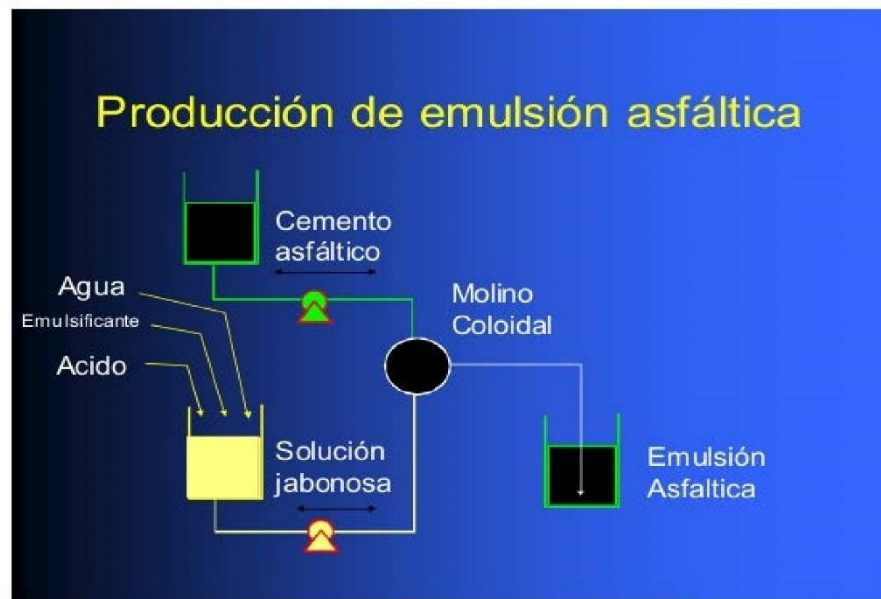 Producción de emulsión asfáltica
Cemento
asfáltico
Agua
Emulsificante
Acido
Molino
Coloidal
Solución
jabonosa
Emulsión
Asfaltica